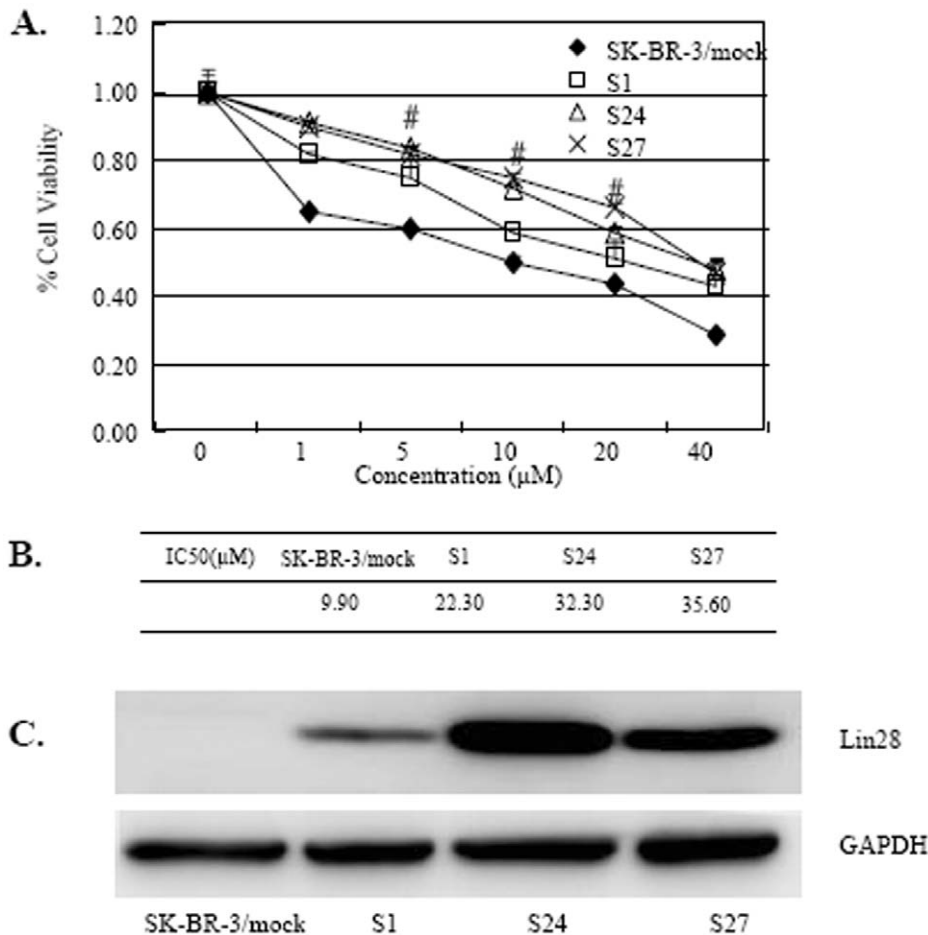 A.
1.20
1.00
0.80
0.60
0.40
0.20
0.00
% Cell Viability
SK-BR-3/mock
S1
S24
S27
#
#
#
0 1 5 10 20 40
Concentration (µM)
B.
IC50(µM) SK-BR-3/mock S1 S24 S27
9.90 22.30 32.30 35.60
C.
Lin28
GAPDH
SK-BR-3/mock S1 S24 S27